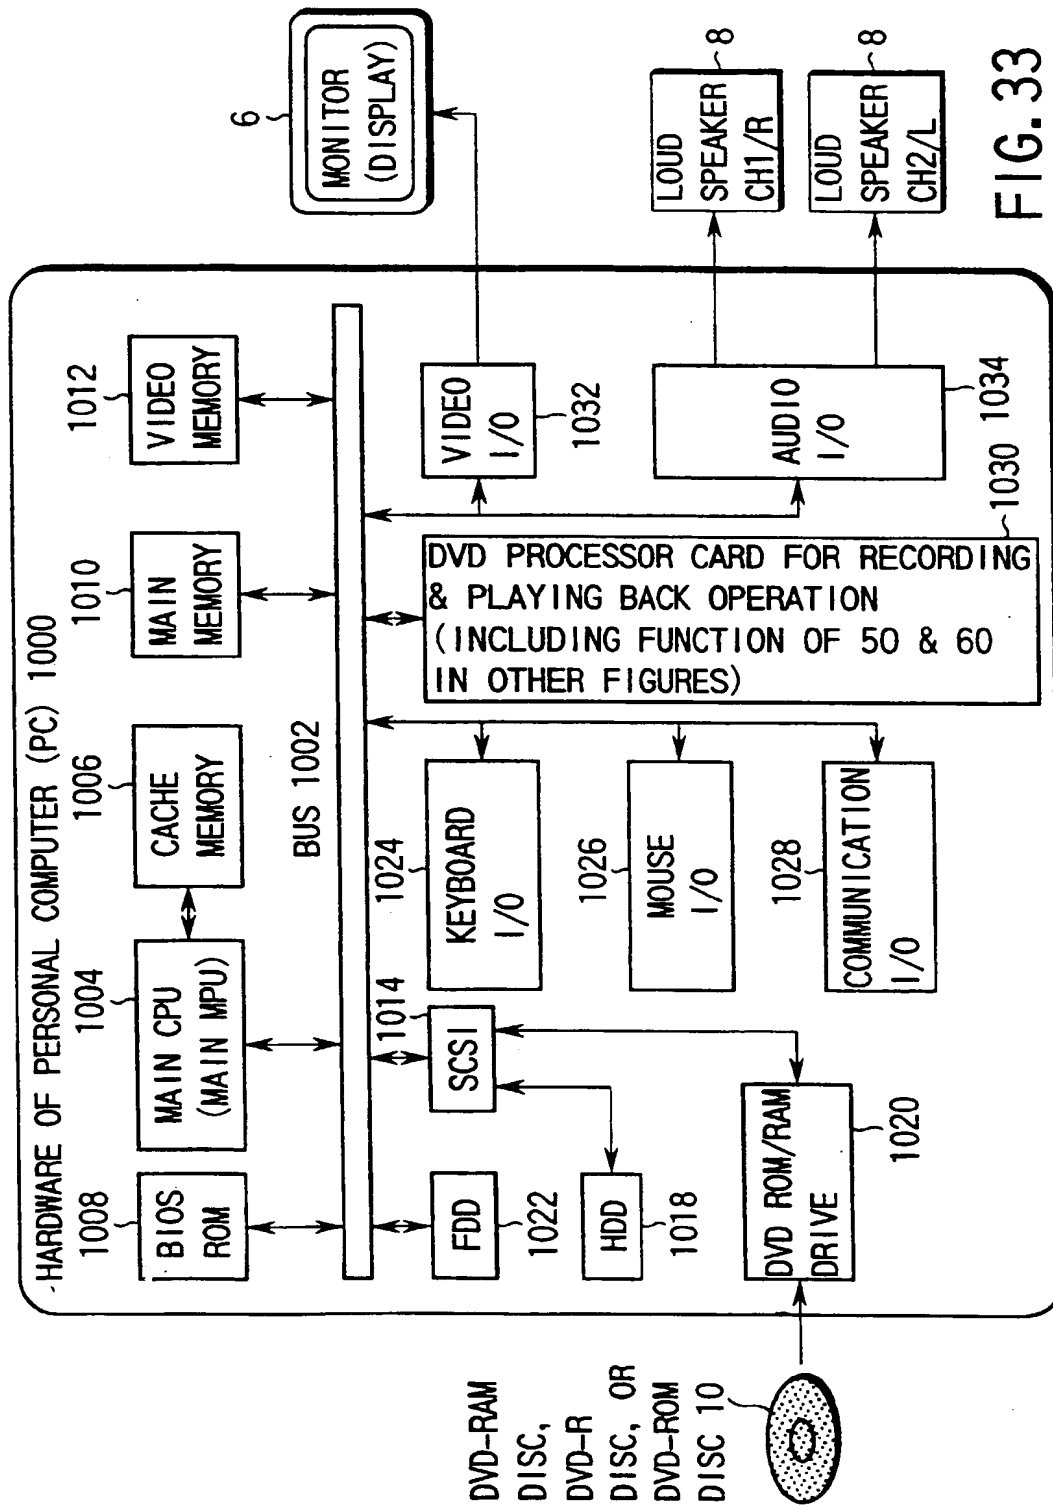 HARDWARE OF PERSONAL COMPUTER (PC) 1000
1008
BIOS
ROM
1004
MAIN CPU
(MAIN MPU)
1006
CACHE
MEMORY
1010
MAIN
MEMORY
1012
VIDEO
MEMORY
BUS 1002
FDD
1022
1014
SCSI
HDD
1018
DVD ROM/RAM
DRIVE
1020
1024
KEYBOARD
I/O
1026
MOUSE
I/O
1028
COMMUNICATION
I/O
DVD PROCESSOR CARD FOR RECORDING
& PLAYING BACK OPERATION
(INCLUDING FUNCTION OF 50 & 60
IN OTHER FIGURES)
1030
VIDEO
I/O
1032
AUDIO
I/O
1034
6
MONITOR
(DISPLAY)
LOUD
SPEAKER
CH1/R
8
LOUD
SPEAKER
CH2/L
8
DVD-RAM
DISC,
DVD-R
DISC, OR
DVD-ROM
DISC 10
FIG. 33